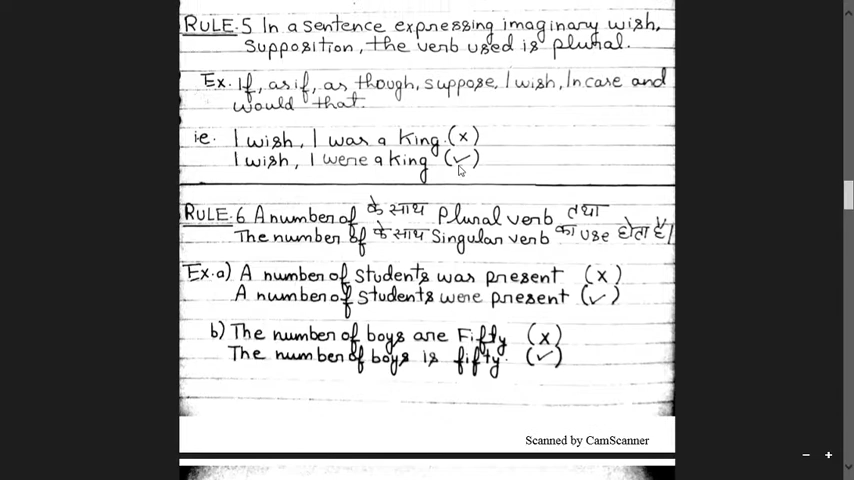 RULE.5 In a sentence expressing imaginary wish,
supposition, the verb used is plural.
Ex. If, as if, as though, suppose, I wish, In case and
would that.
ie. I wish, I was a king. (x)
I wish, I were a king (✓)
RULE.6 A number of के साथ Plural verb तथा
The number of के साथ Singular verb का use होता है।
Ex.a) A number of students was present (x)
A number of students were present (✓)
b) The number of boys are Fifty (x)
The number of boys is fifty. (✓)
Scanned by CamScanner